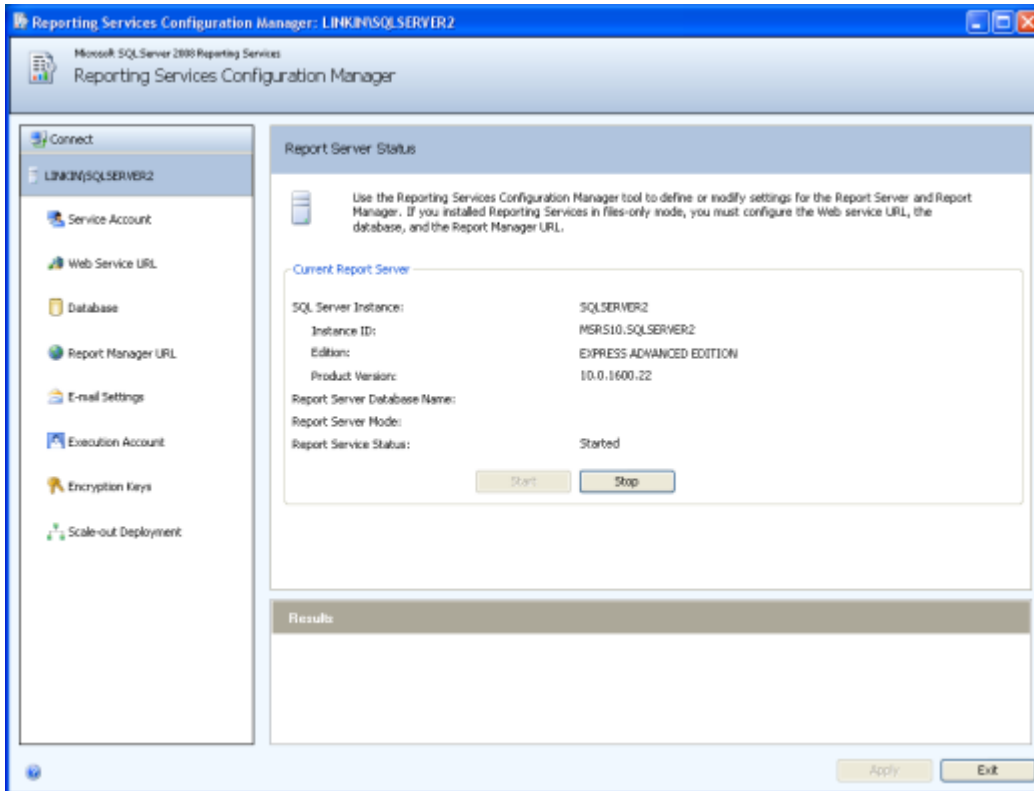 Reporting Services Configuration Manager: LINKIN\SQLSERVER2
Microsoft SQL Server 2008 Reporting Services
Reporting Services Configuration Manager
Connect
LINKIN\SQLSERVER2
Service Account
Web Service URL
Database
Report Manager URL
E-mail Settings
Execution Account
Encryption Keys
Scale-out Deployment
Report Server Status
Use the Reporting Services Configuration Manager tool to define or modify settings for the Report Server and Report
Manager. If you installed Reporting Services in files-only mode, you must configure the Web service URL, the
database, and the Report Manager URL.
Current Report Server
SQL Server Instance: SQLSERVER2
Instance ID: MSRS10.SQLSERVER2
Edition: EXPRESS ADVANCED EDITION
Product Version: 10.0.1600.22
Report Server Database Name:
Report Server Mode:
Report Service Status: Started
Start Stop
Results
Apply Exit